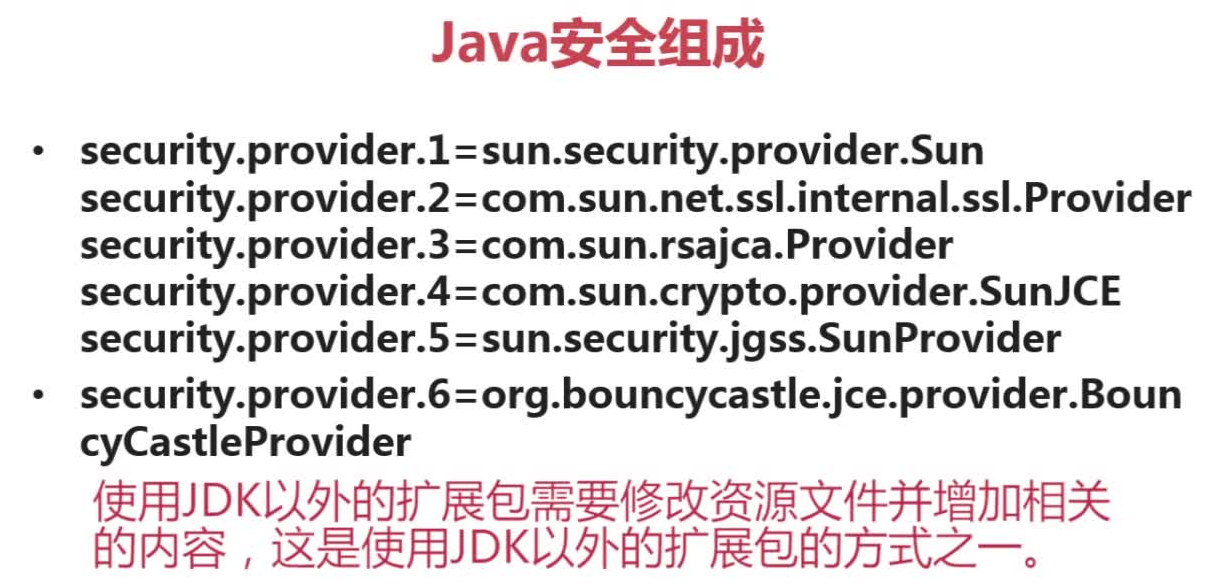 Java安全组成
• security.provider.1=sun.security.provider.Sun
security.provider.2=com.sun.net.ssl.internal.ssl.Provider
security.provider.3=com.sun.rsajca.Provider
security.provider.4=com.sun.crypto.provider.SunJCE
security.provider.5=sun.security.jgss.SunProvider
• security.provider.6=org.bouncycastle.jce.provider.Boun
cyCastleProvider
使用JDK以外的扩展包需要修改资源文件并增加相关
的内容，这是使用JDK以外的扩展包的方式之一。